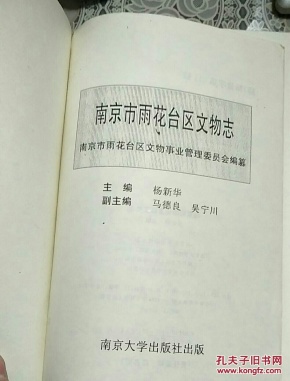 南京市雨花台区文物志
南京市雨花台区文物事业管理委员会编纂
主 编 杨新华
副主编 马德良 吴宁川
南京大学出版社出版
孔夫子旧书网